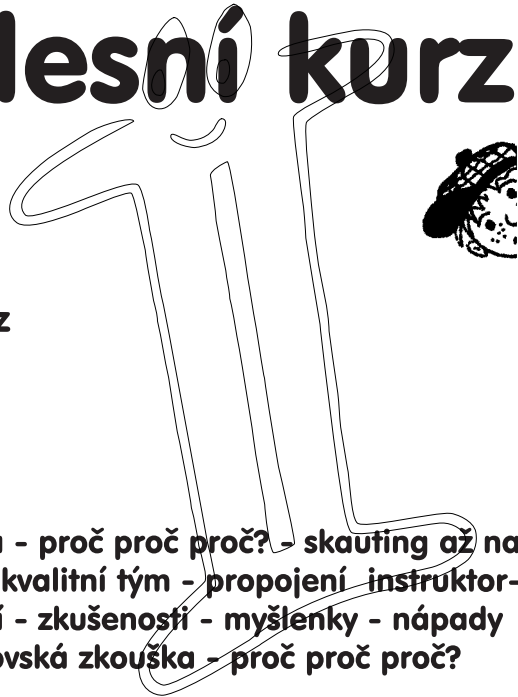 lesní kurz
z
- proč proč proč? - skauting až na
kvalitní tým - propojení instruktor-
í - zkušenosti - myšlenky - nápady
ovská zkouška - proč proč proč?